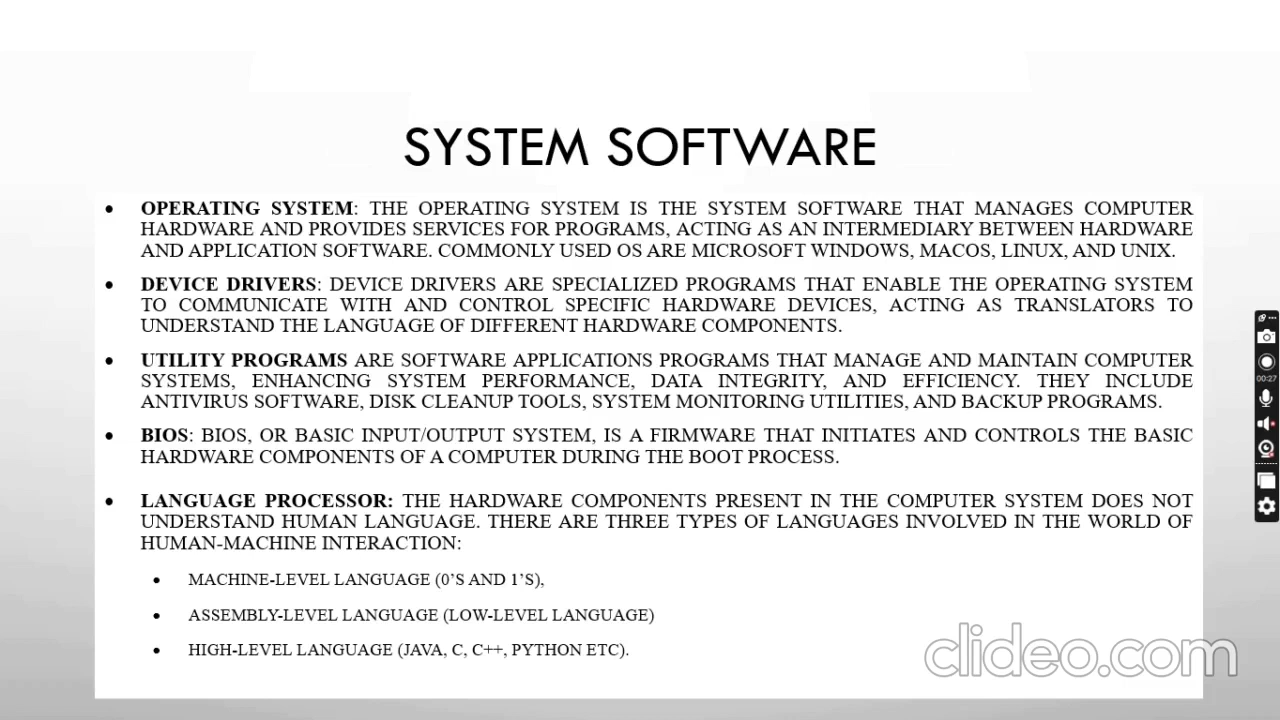 SYSTEM SOFTWARE
• OPERATING SYSTEM: THE OPERATING SYSTEM IS THE SYSTEM SOFTWARE THAT MANAGES COMPUTER
HARDWARE AND PROVIDES SERVICES FOR PROGRAMS, ACTING AS AN INTERMEDIARY BETWEEN HARDWARE
AND APPLICATION SOFTWARE. COMMONLY USED OS ARE MICROSOFT WINDOWS, MACOS, LINUX, AND UNIX.
• DEVICE DRIVERS: DEVICE DRIVERS ARE SPECIALIZED PROGRAMS THAT ENABLE THE OPERATING SYSTEM
TO COMMUNICATE WITH AND CONTROL SPECIFIC HARDWARE DEVICES, ACTING AS TRANSLATORS TO
UNDERSTAND THE LANGUAGE OF DIFFERENT HARDWARE COMPONENTS.
• UTILITY PROGRAMS ARE SOFTWARE APPLICATIONS PROGRAMS THAT MANAGE AND MAINTAIN COMPUTER
SYSTEMS, ENHANCING SYSTEM PERFORMANCE, DATA INTEGRITY, AND EFFICIENCY. THEY INCLUDE
ANTIVIRUS SOFTWARE, DISK CLEANUP TOOLS, SYSTEM MONITORING UTILITIES, AND BACKUP PROGRAMS.
• BIOS: BIOS, OR BASIC INPUT/OUTPUT SYSTEM, IS A FIRMWARE THAT INITIATES AND CONTROLS THE BASIC
HARDWARE COMPONENTS OF A COMPUTER DURING THE BOOT PROCESS.
• LANGUAGE PROCESSOR: THE HARDWARE COMPONENTS PRESENT IN THE COMPUTER SYSTEM DOES NOT
UNDERSTAND HUMAN LANGUAGE. THERE ARE THREE TYPES OF LANGUAGES INVOLVED IN THE WORLD OF
HUMAN-MACHINE INTERACTION:
• MACHINE-LEVEL LANGUAGE (0'S AND 1'S),
• ASSEMBLY-LEVEL LANGUAGE (LOW-LEVEL LANGUAGE)
• HIGH-LEVEL LANGUAGE (JAVA, C, C++, PYTHON ETC).
00:27
clideo.com